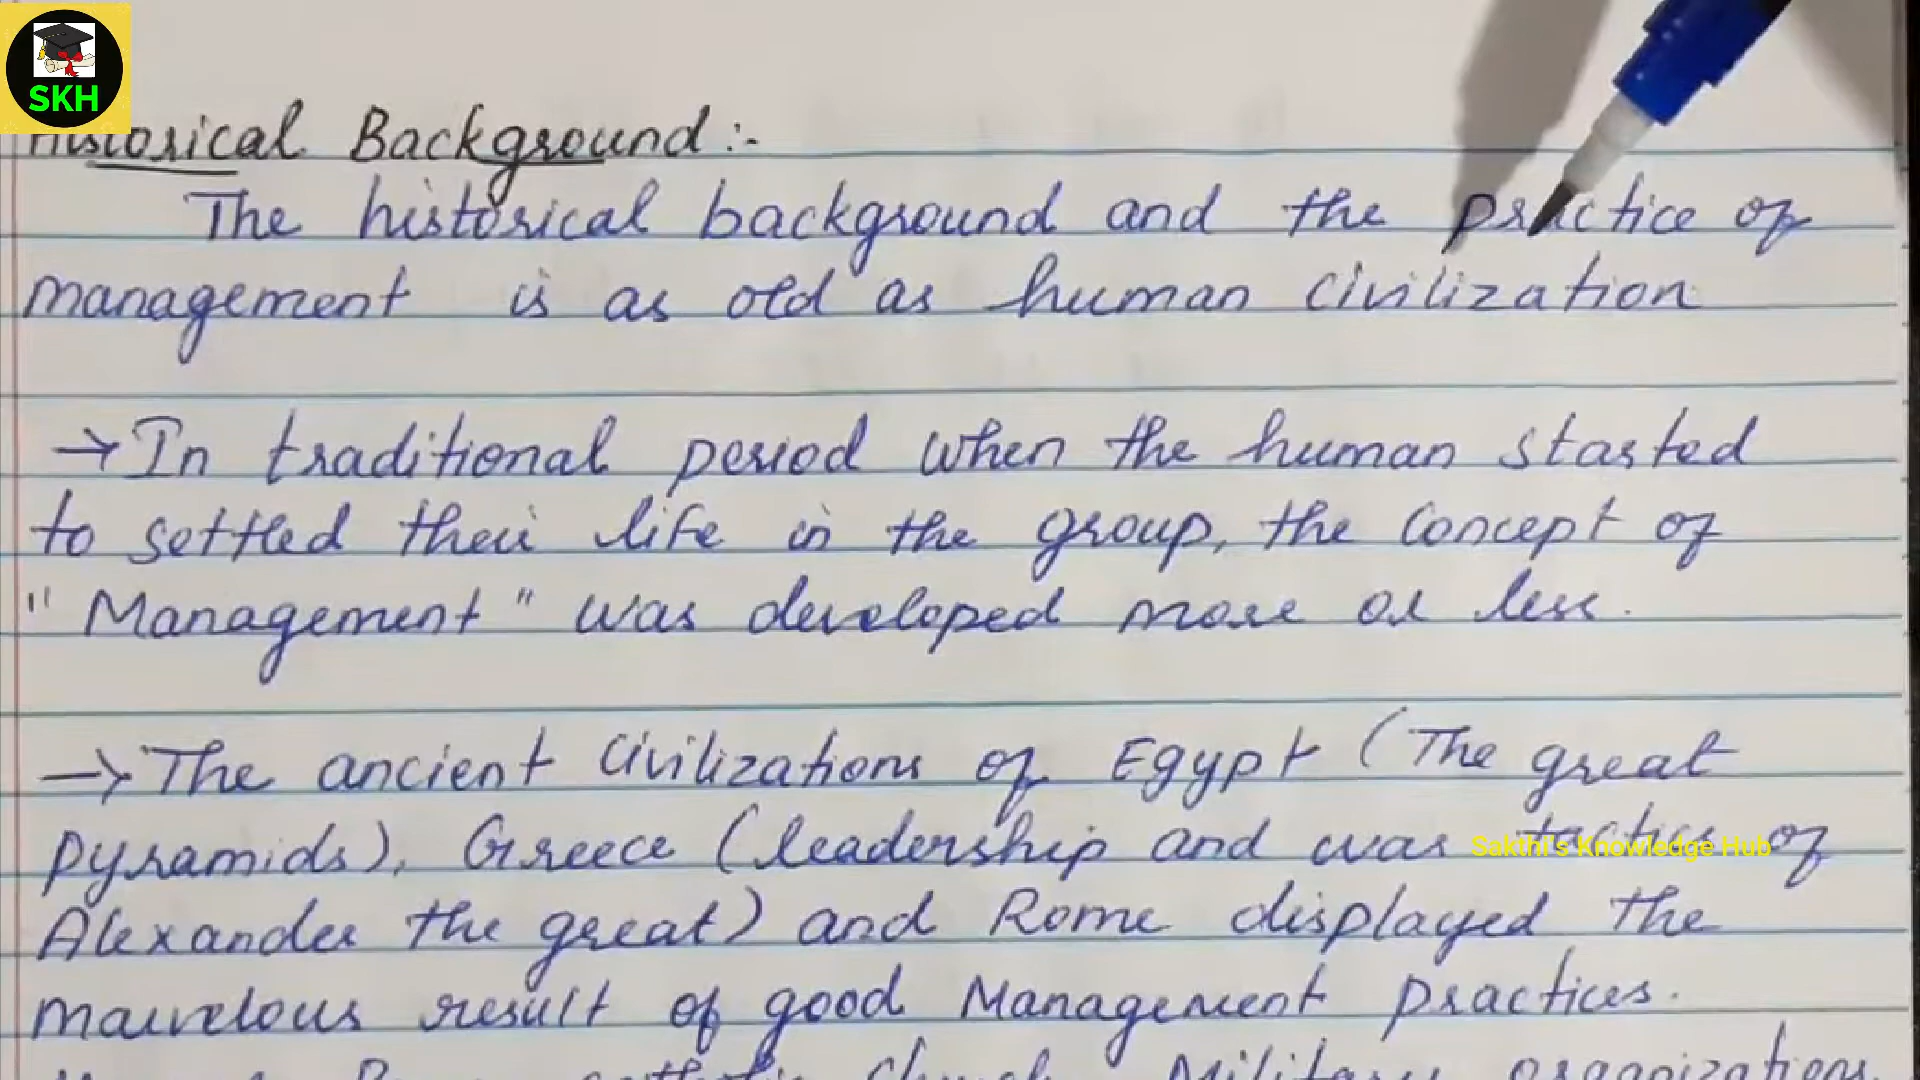 SKH
Historical Background :-
The historical background and the practice of
management is as old as human civilization
→ In traditional period when the human started
to settled their life in the group, the concept of
"Management" was developed more or less.
→ The ancient civilizations of Egypt (The great
pyramids), Greece (leadership and war tactics of
Sakthi's Knowledge Hub
Alexander the great) and Rome displayed the
marvelous result of good Management practices.
Church, Military organizations